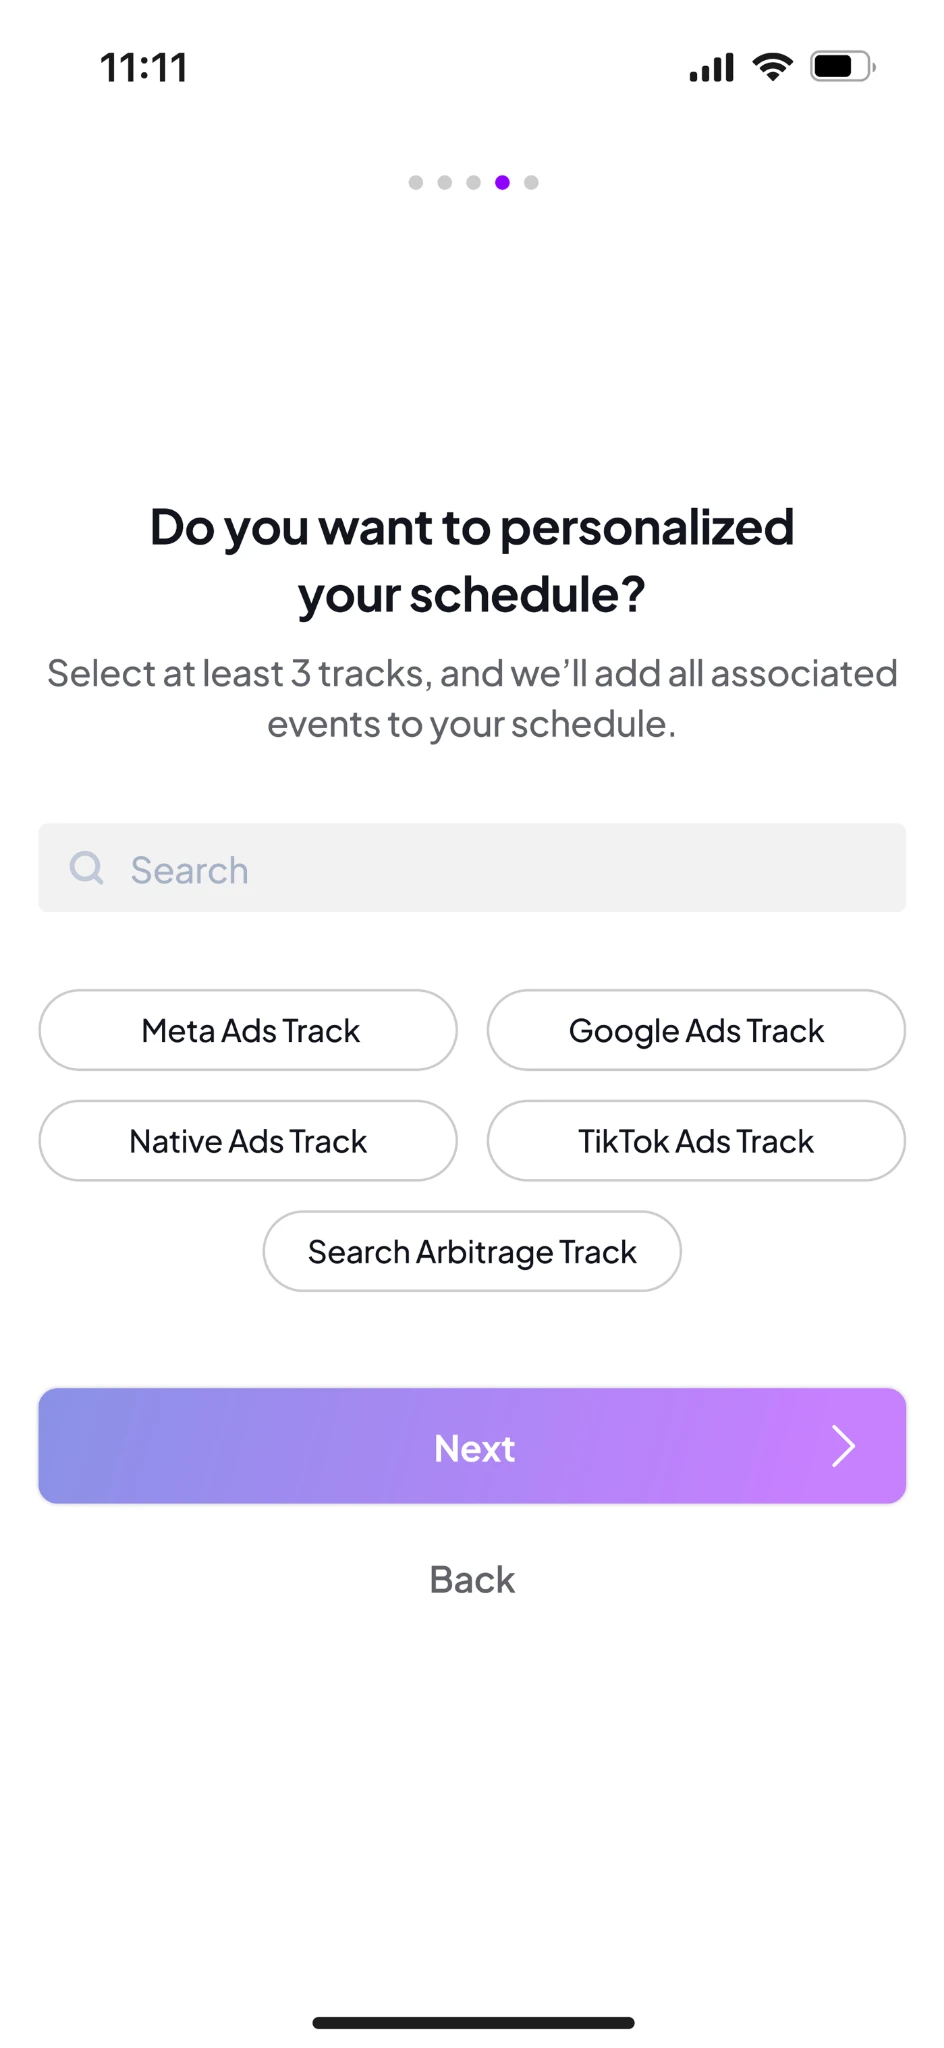 11:11
Do you want to personalized
your schedule?
Select at least 3 tracks, and we’ll add all associated
events to your schedule.
Search
Meta Ads Track
Google Ads Track
Native Ads Track
TikTok Ads Track
Search Arbitrage Track
Next
Back